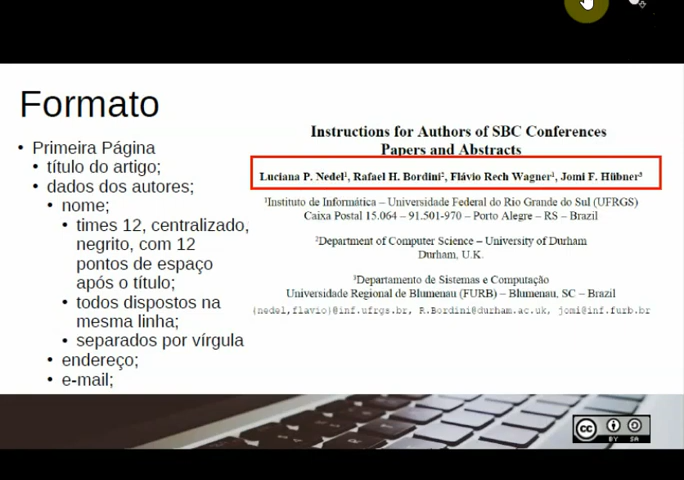 Formato
• Primeira Página
• título do artigo;
• dados dos autores;
• nome;
• times 12, centralizado,
negrito, com 12
pontos de espaço
após o título;
• todos dispostos na
mesma linha;
• separados por vírgula
• endereço;
• e-mail;
Instructions for Authors of SBC Conferences
Papers and Abstracts
Luciana P. Nedel¹, Rafael H. Bordini², Flávio Rech Wagner¹, Jomi F. Hübner³
¹Instituto de Informática – Universidade Federal do Rio Grande do Sul (UFRGS)
Caixa Postal 15.064 – 91.501-970 – Porto Alegre – RS – Brazil
²Department of Computer Science – University of Durham
Durham, U.K.
³Departamento de Sistemas e Computação
Universidade Regional de Blumenau (FURB) – Blumenau, SC – Brazil
{nedel,flavio}@inf.ufrgs.br, R.Bordini@durham.ac.uk, jomi@inf.furb.br
cc
BY SA